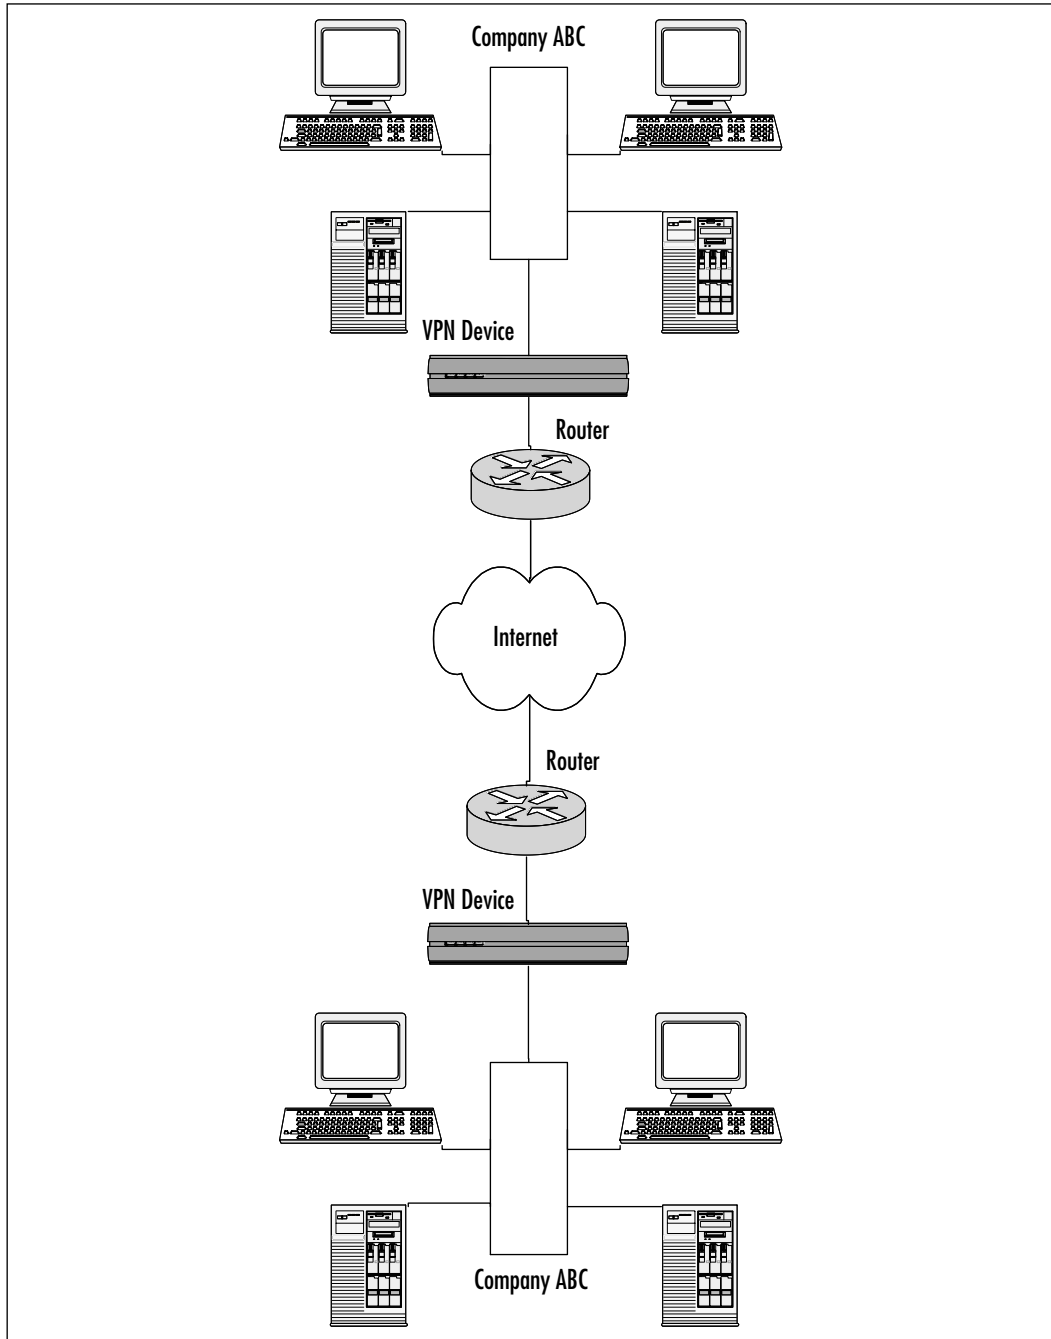 Company ABC
VPN Device
Router
Internet
Router
VPN Device
Company ABC